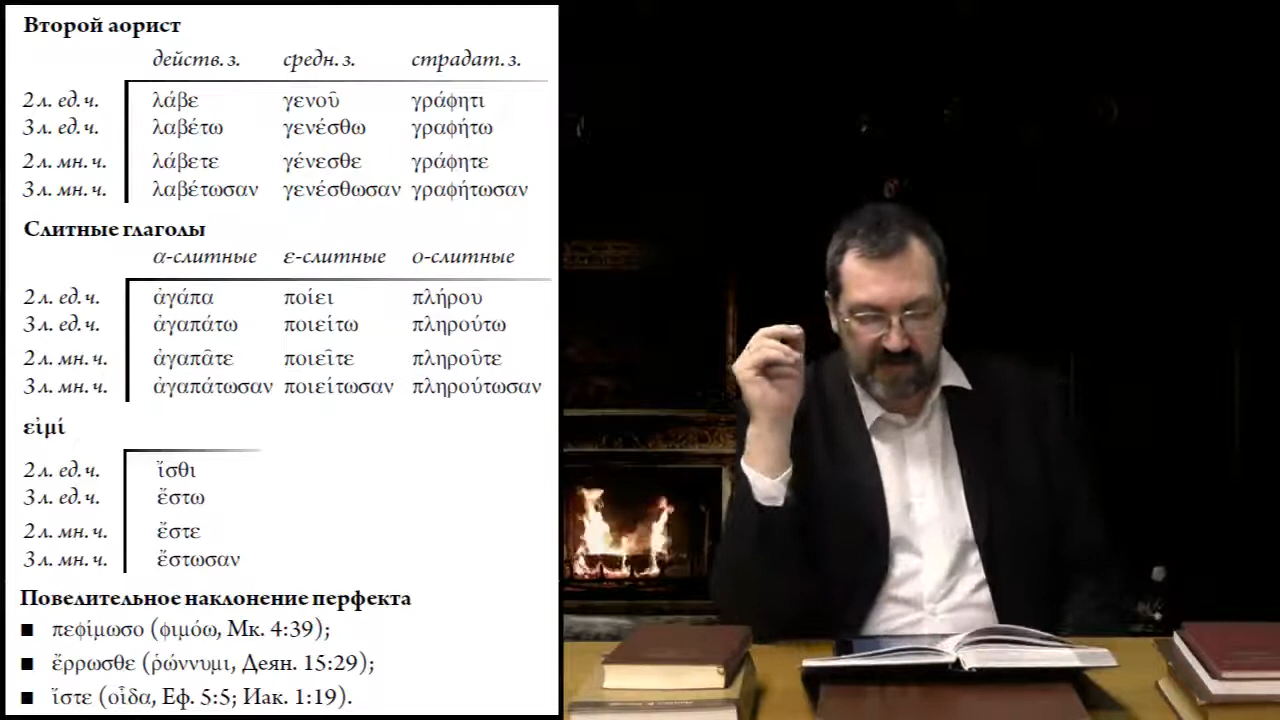 Второй аорист
действ. з. средн. з. страдат. з.
2 л. ед. ч. λάβε γενοῦ γράφητι
3 л. ед. ч. λαβέτω γενέσθω γραφήτω
2 л. мн. ч. λάβετε γένεσθε γράφητε
3 л. мн. ч. λαβέτωσαν γενέσθωσαν γραφήτωσαν
Слитные глаголы
α-слитные ε-слитные ο-слитные
2 л. ед. ч. ἀγάπα ποίει πλήρου
3 л. ед. ч. ἀγαπάτω ποιείτω πληρούτω
2 л. мн. ч. ἀγαπᾶτε ποιεῖτε πληροῦτε
3 л. мн. ч. ἀγαπάτωσαν ποιείτωσαν πληρούτωσαν
εἰμί
2 л. ед. ч. ἴσθι
3 л. ед. ч. ἔστω
2 л. мн. ч. ἔστε
3 л. мн. ч. ἔστωσαν
Повелительное наклонение перфекта
■ πεφίμωσο (φιμόω, Мк. 4:39);
■ ἔρρωσθε (ῥώννυμι, Деян. 15:29);
■ ἴστε (οἶδα, Еф. 5:5; Иак. 1:19).